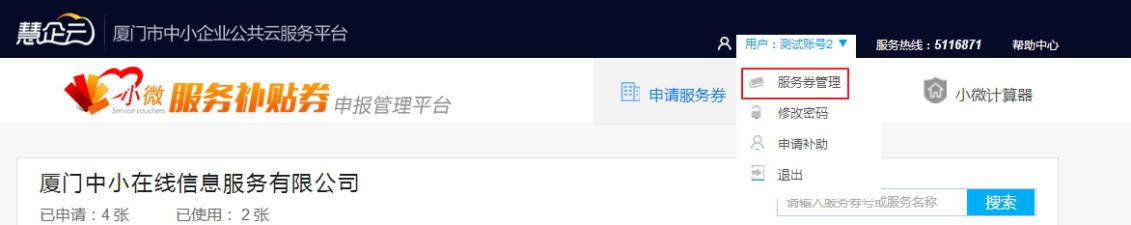 慧企云 厦门市中小企业公共云服务平台 用户：测试账号2 ▼ 服务热线：5116871 帮助中心
小微服务补贴券申报管理平台 申请服务券 小微计算器
Service vouchers
服务券管理
修改密码
申请补助
退出
厦门中小在线信息服务有限公司
请输入服务券号或服务名称 搜索
已申请：4 张 已使用： 2 张